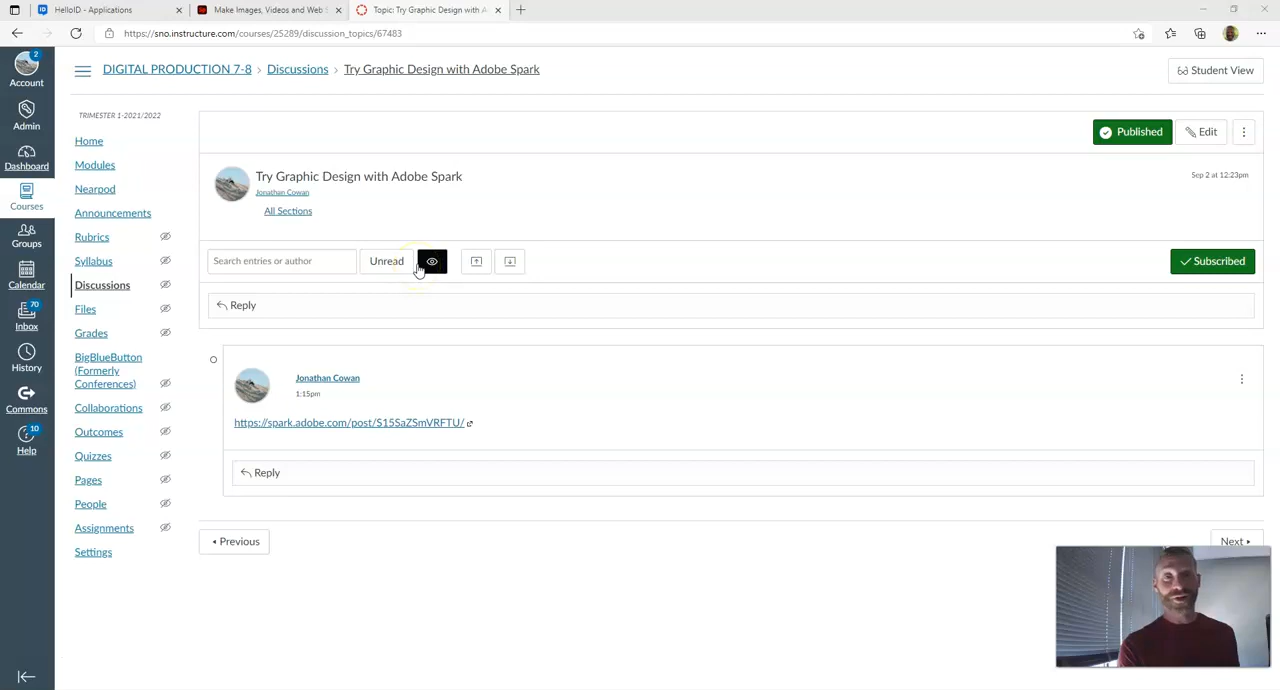 HelloID - Applications
Make Images, Videos and Web S
Topic: Try Graphic Design with A
https://sno.instructure.com/courses/25289/discussion_topics/67483
2
Account
Admin
Dashboard
Courses
Groups
Calendar
70
Inbox
History
Commons
10
Help
DIGITAL PRODUCTION 7-8 › Discussions › Try Graphic Design with Adobe Spark
Student View
TRIMESTER 1-2021/2022
Home
Modules
Nearpod
Announcements
Rubrics
Syllabus
Discussions
Files
Grades
BigBlueButton
(Formerly
Conferences)
Collaborations
Outcomes
Quizzes
Pages
People
Assignments
Settings
Published
Edit
Try Graphic Design with Adobe Spark
Sep 2 at 12:23pm
Jonathan Cowan
All Sections
Search entries or author
Unread
Subscribed
Reply
Jonathan Cowan
1:15pm
https://spark.adobe.com/post/S15SaZSmVRFTU/
Reply
Previous
Next